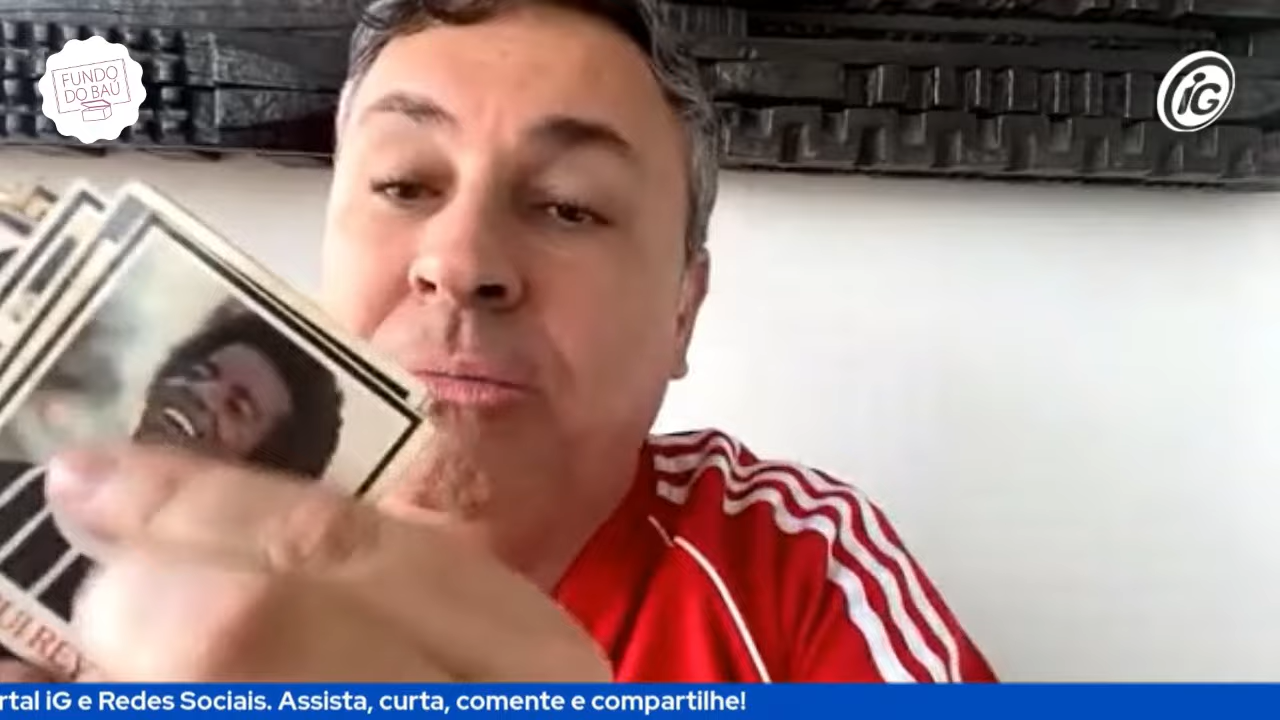 FUNDO
DO BAÚ
iG
rtal iG e Redes Sociais. Assista, curta, comente e compartilhe!